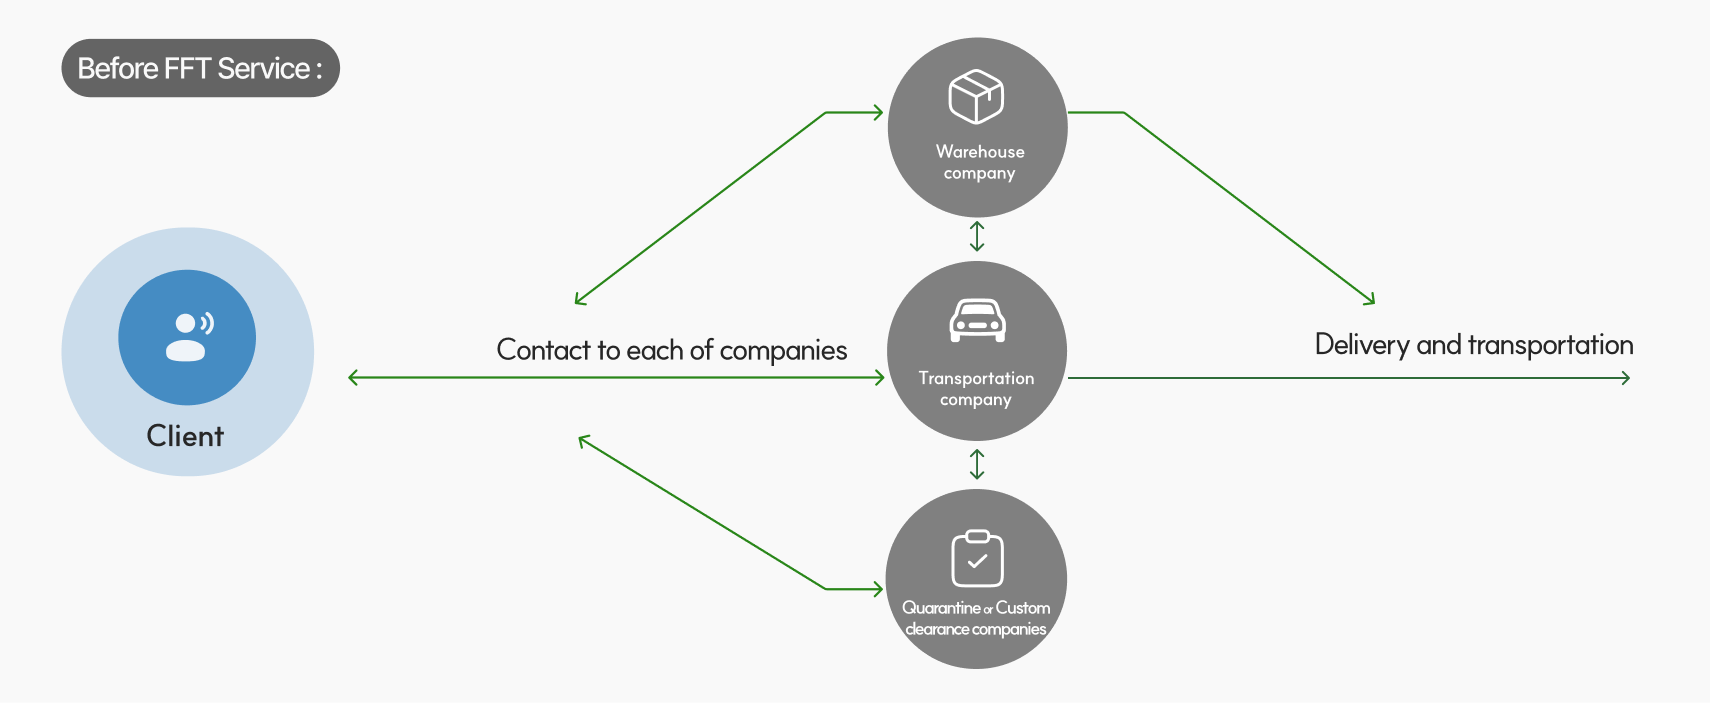 Before FFT Service :
Warehouse
company
Client
Contact to each of companies
Transportation
company
Delivery and transportation
Quarantine or Custom
clearance companies